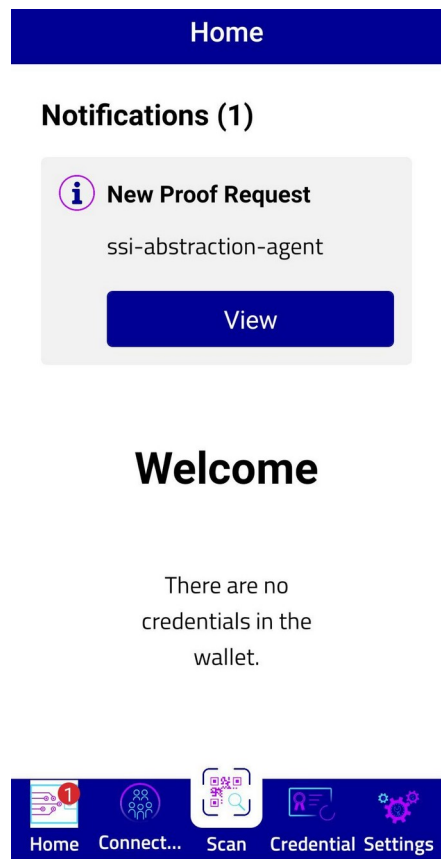 Home
Notifications (1)
New Proof Request
ssi-abstraction-agent
View
Welcome
There are no
credentials in the
wallet.
1
Home Connect... Scan Credential Settings